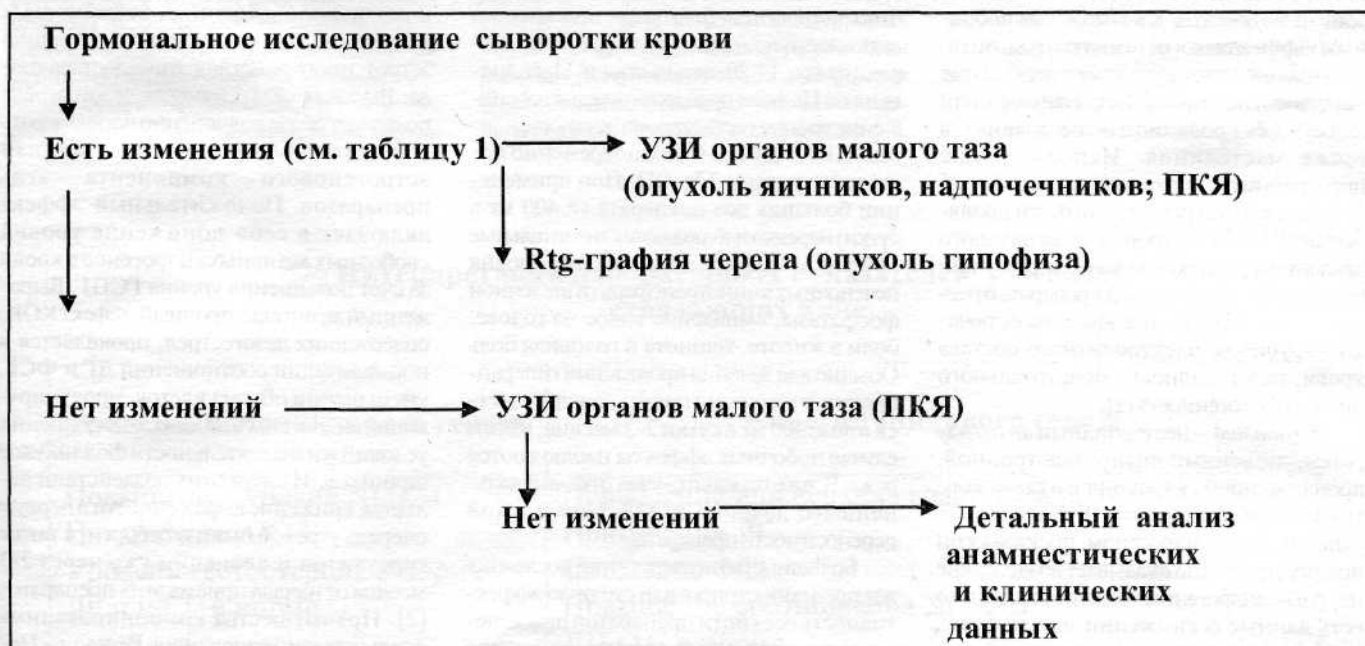 Гормональное исследование сыворотки крови
Есть изменения (см. таблицу 1)
УЗИ органов малого таза
(опухоль яичников, надпочечников; ПКЯ)
Rtg-графия черепа (опухоль гипофиза)
Нет изменений
УЗИ органов малого таза (ПКЯ)
Нет изменений
Детальный анализ
анамнестических
и клинических
данных